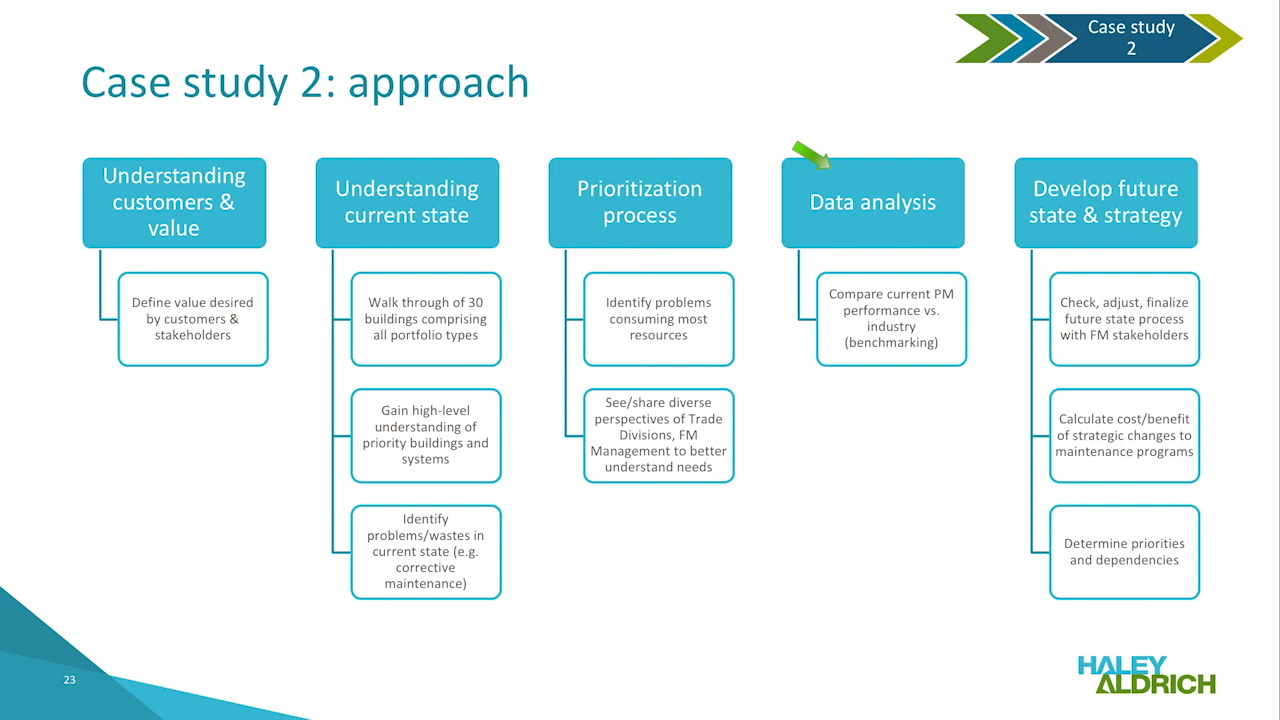 Case study
2
Case study 2: approach
Understanding
customers &
value
Define value desired
by customers &
stakeholders
Understanding
current state
Walk through of 30
buildings comprising
all portfolio types
Gain high-level
understanding of
priority buildings and
systems
Identify
problems/wastes in
current state (e.g.
corrective
maintenance)
Prioritization
process
Identify problems
consuming most
resources
See/share diverse
perspectives of Trade
Divisions, FM
Management to better
understand needs
Data analysis
Compare current PM
performance vs.
industry
(benchmarking)
Develop future
state & strategy
Check, adjust, finalize
future state process
with FM stakeholders
Calculate cost/benefit
of strategic changes to
maintenance programs
Determine priorities
and dependencies
23
HALEY
ALDRICH